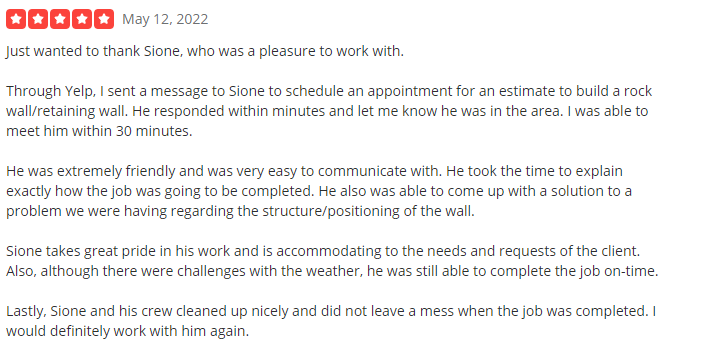 May 12, 2022
Just wanted to thank Sione, who was a pleasure to work with.
Through Yelp, I sent a message to Sione to schedule an appointment for an estimate to build a rock
wall/retaining wall. He responded within minutes and let me know he was in the area. I was able to
meet him within 30 minutes.
He was extremely friendly and was very easy to communicate with. He took the time to explain
exactly how the job was going to be completed. He also was able to come up with a solution to a
problem we were having regarding the structure/positioning of the wall.
Sione takes great pride in his work and is accommodating to the needs and requests of the client.
Also, although there were challenges with the weather, he was still able to complete the job on-time.
Lastly, Sione and his crew cleaned up nicely and did not leave a mess when the job was completed. I
would definitely work with him again.